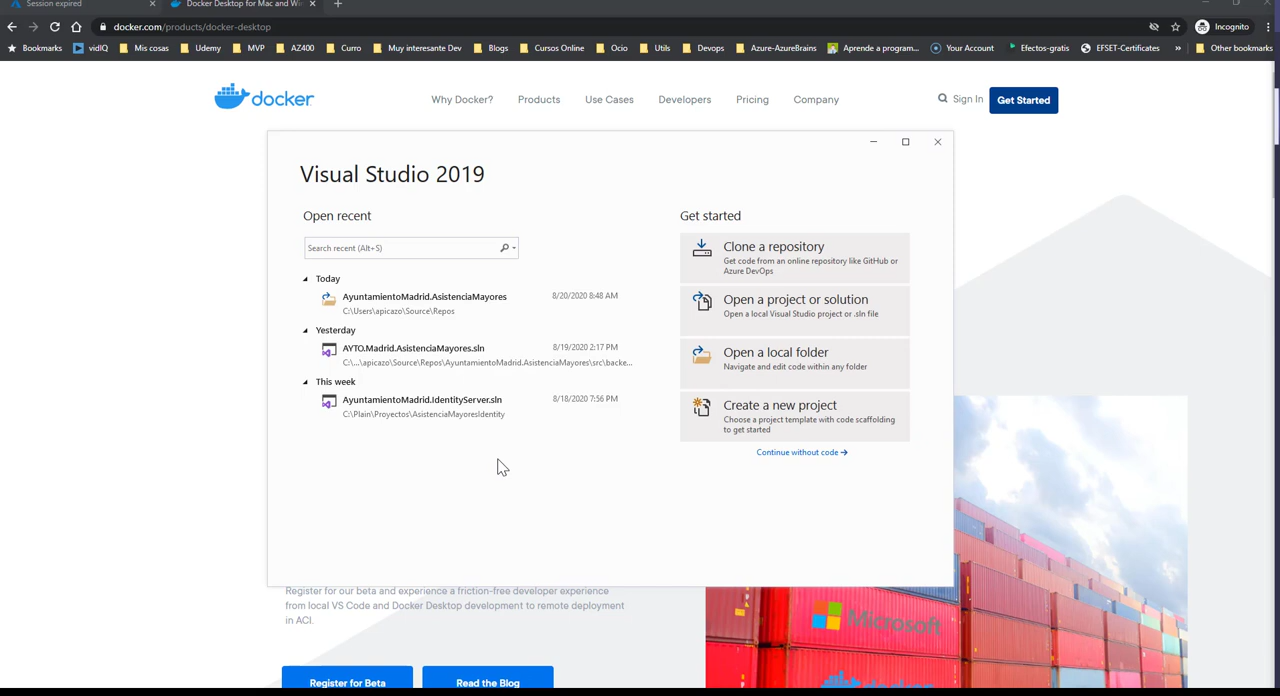 Session expired
Docker Desktop for Mac and Wi
docker.com/products/docker-desktop
Incognito
Bookmarks
vidIQ
Mis cosas
Udemy
MVP
AZ400
Curro
Muy interesante Dev
Blogs
Cursos Online
Ocio
Utils
Devops
Azure-AzureBrains
Aprende a program...
Your Account
Efectos-gratis
EFSET-Certificates
»
Other bookmarks
docker
Why Docker?
Products
Use Cases
Developers
Pricing
Company
Sign In
Get Started
Visual Studio 2019
Open recent
Search recent (Alt+S)
Today
AyuntamientoMadrid.AsistenciaMayores
8/20/2020 8:48 AM
C:\Users\apicazo\Source\Repos
Yesterday
AYTO.Madrid.AsistenciaMayores.sln
8/19/2020 2:17 PM
C:\...\apicazo\Source\Repos\AyuntamientoMadrid.AsistenciaMayores\src\backe...
This week
AyuntamientoMadrid.IdentityServer.sln
8/18/2020 7:56 PM
C:\Plain\Proyectos\AsistenciaMayoresIdentity
Get started
Clone a repository
Get code from an online repository like GitHub or
Azure DevOps
Open a project or solution
Open a local Visual Studio project or .sln file
Open a local folder
Navigate and edit code within any folder
Create a new project
Choose a project template with code scaffolding
to get started
Continue without code →
Register for our beta and experience a friction-free developer experience
from local VS Code and Docker Desktop development to remote deployment
in ACI.
Register for Beta
Read the Blog
Microsoft